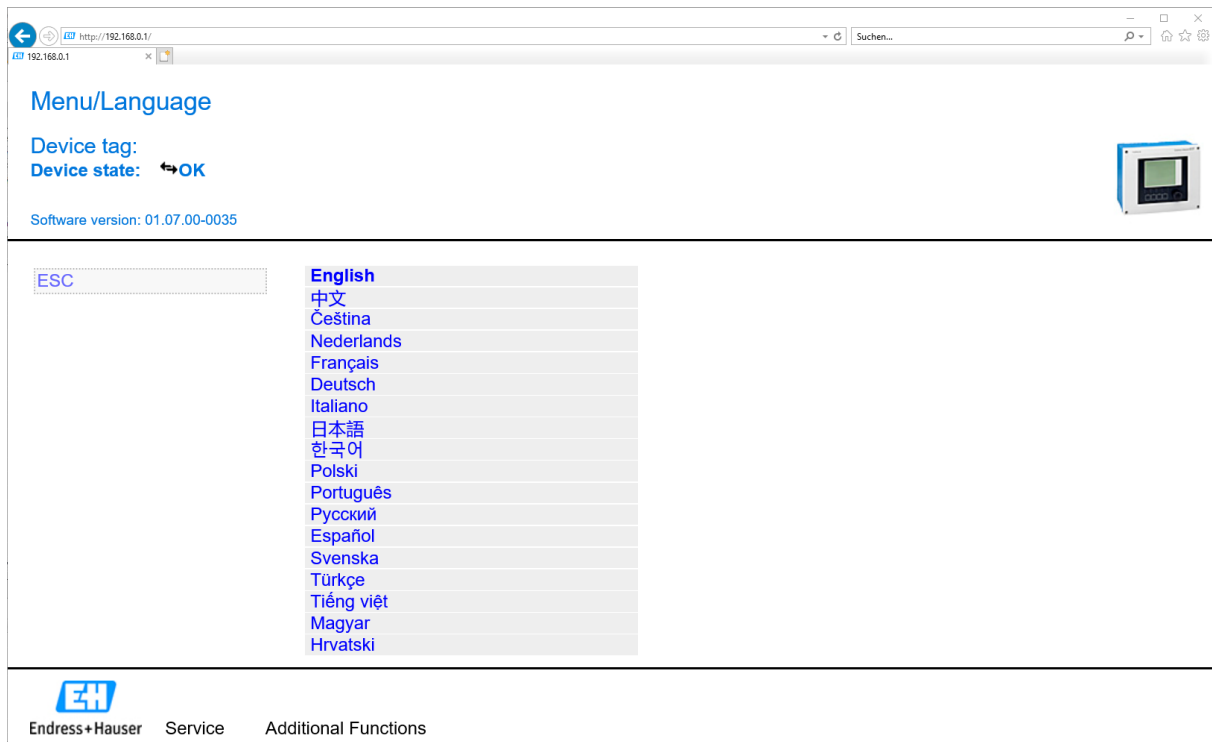 http://192.168.0.1/
Suchen...
192.168.0.1
Menu/Language
Device tag:
Device state: OK
Software version: 01.07.00-0035
ESC
English
中文
Čeština
Nederlands
Français
Deutsch
Italiano
日本語
한국어
Polski
Português
Русский
Español
Svenska
Türkçe
Tiếng việt
Magyar
Hrvatski
EH
Endress+Hauser Service Additional Functions